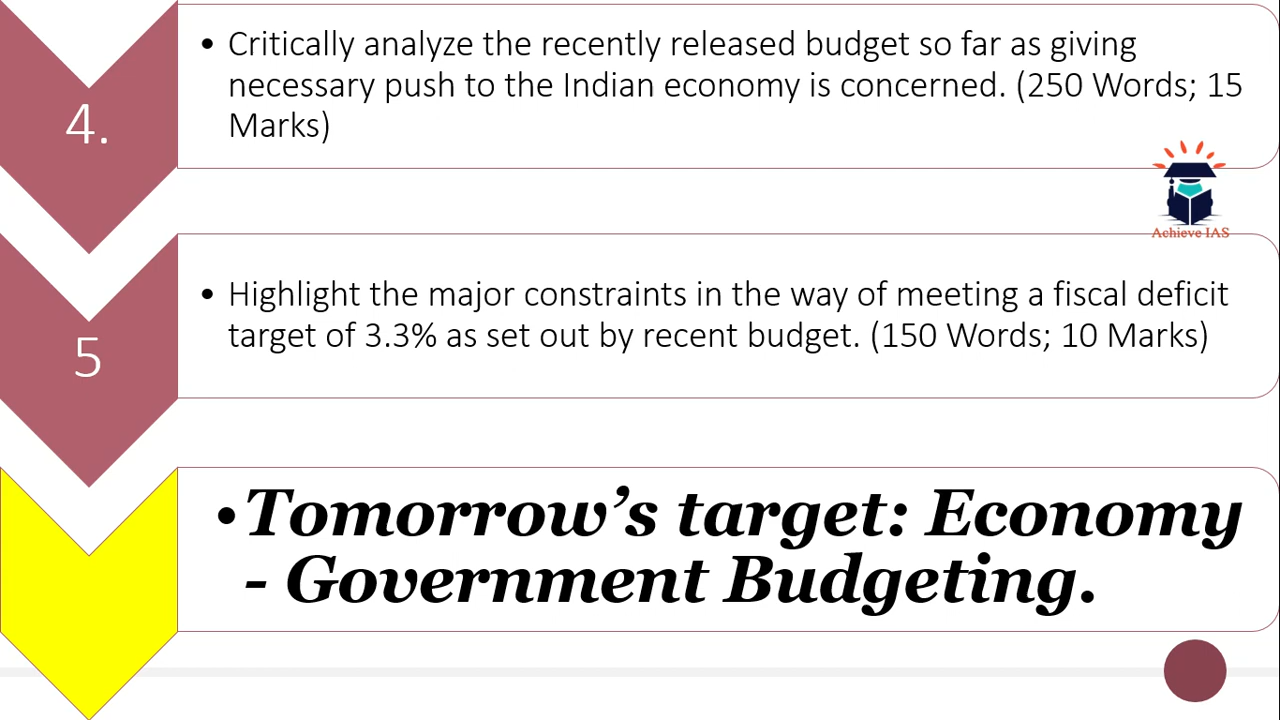 4.
• Critically analyze the recently released budget so far as giving
necessary push to the Indian economy is concerned. (250 Words; 15
Marks)
Achieve IAS
5
• Highlight the major constraints in the way of meeting a fiscal deficit
target of 3.3% as set out by recent budget. (150 Words; 10 Marks)
• Tomorrow’s target: Economy
- Government Budgeting.